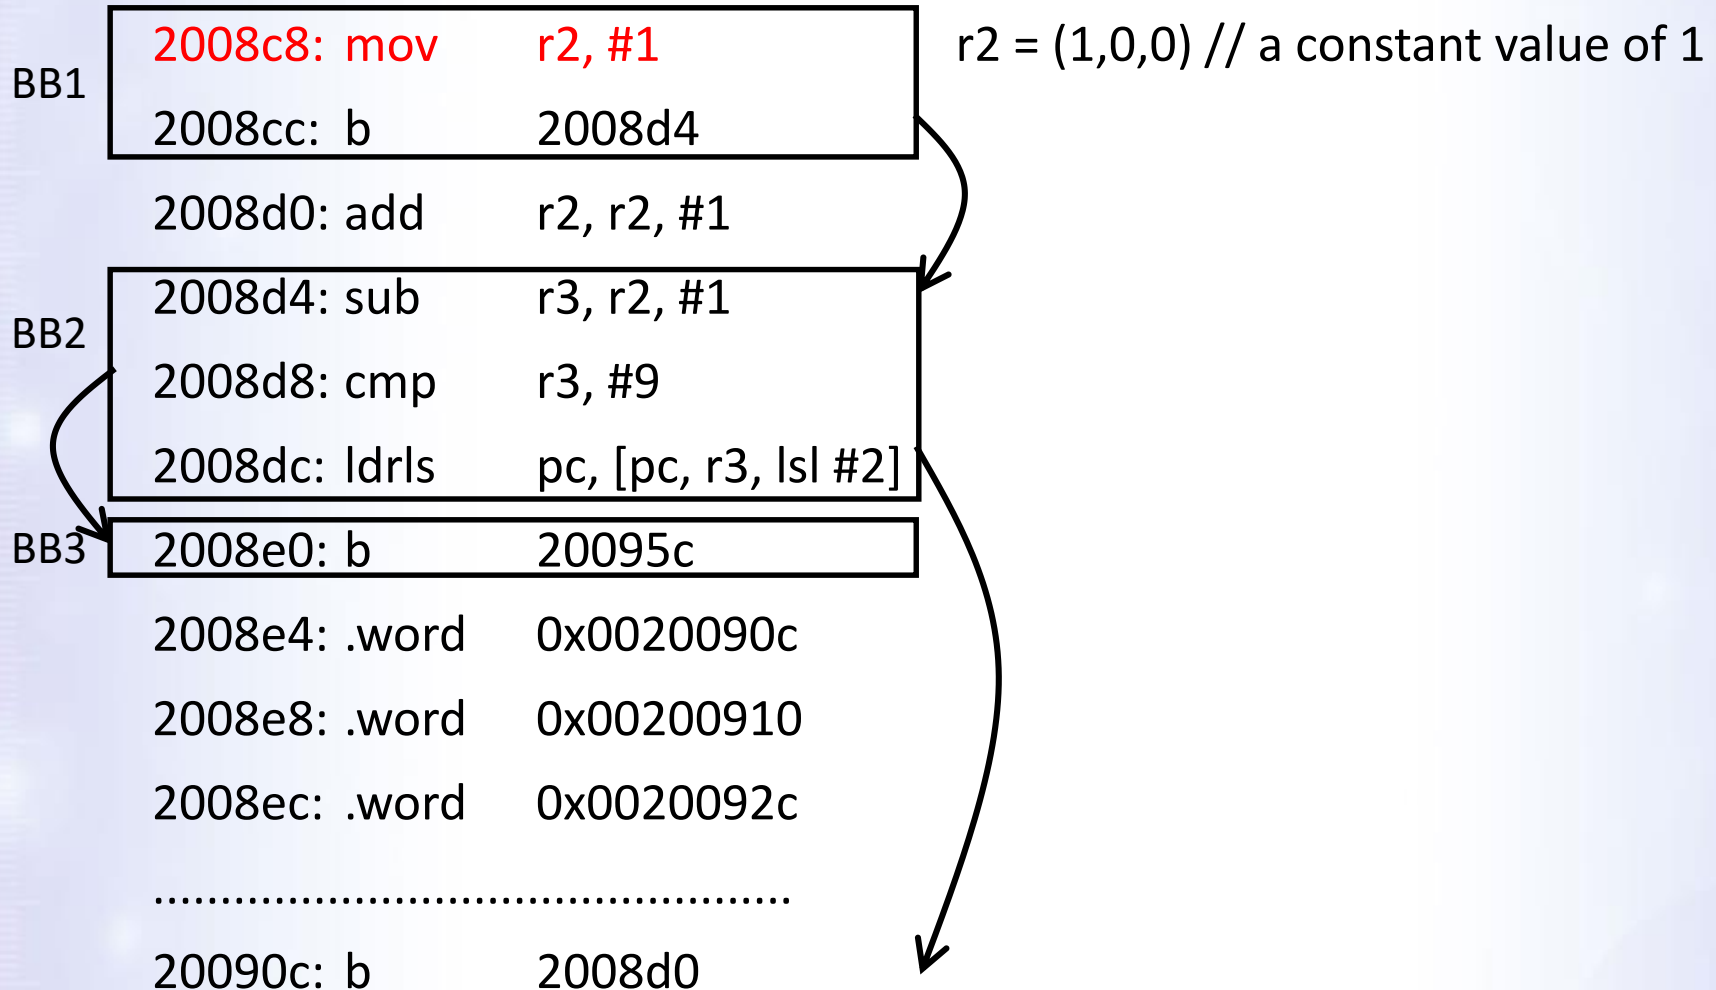 2008c8: mov r2, #1 r2 = (1,0,0) // a constant value of 1
BB1
2008cc: b 2008d4
2008d0: add r2, r2, #1
2008d4: sub r3, r2, #1
BB2
2008d8: cmp r3, #9
2008dc: ldrls pc, [pc, r3, lsl #2]
BB3 2008e0: b 20095c
2008e4: .word 0x0020090c
2008e8: .word 0x00200910
2008ec: .word 0x0020092c
................................................
20090c: b 2008d0